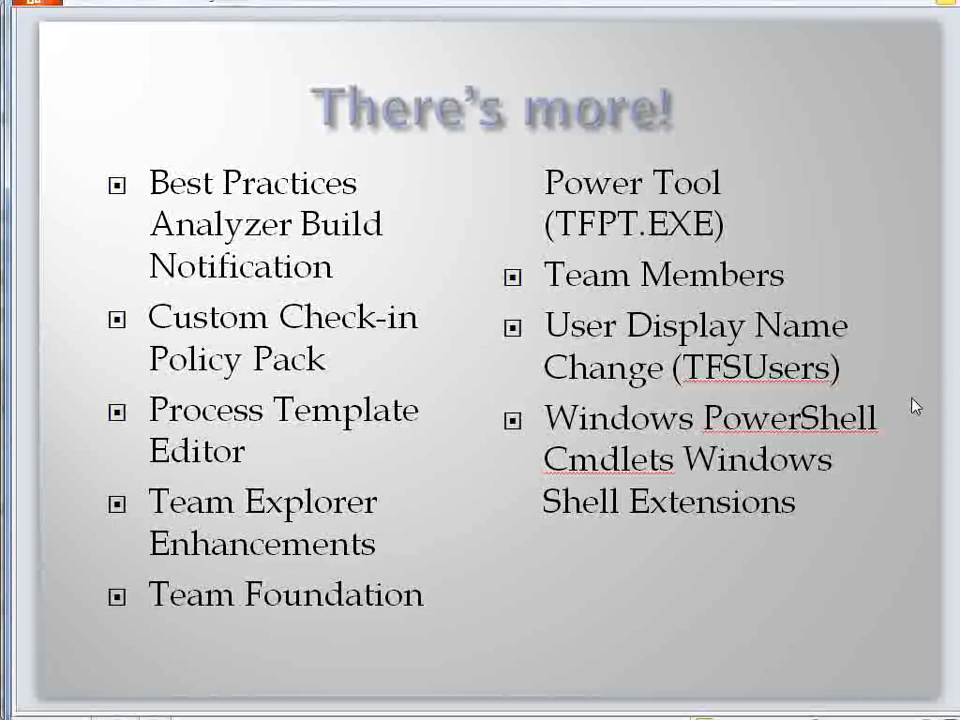 There's more!
Best Practices
Analyzer Build
Notification
Custom Check-in
Policy Pack
Process Template
Editor
Team Explorer
Enhancements
Team Foundation
Power Tool
(TFPT.EXE)
Team Members
User Display Name
Change (TFSUsers)
Windows PowerShell
Cmdlets Windows
Shell Extensions